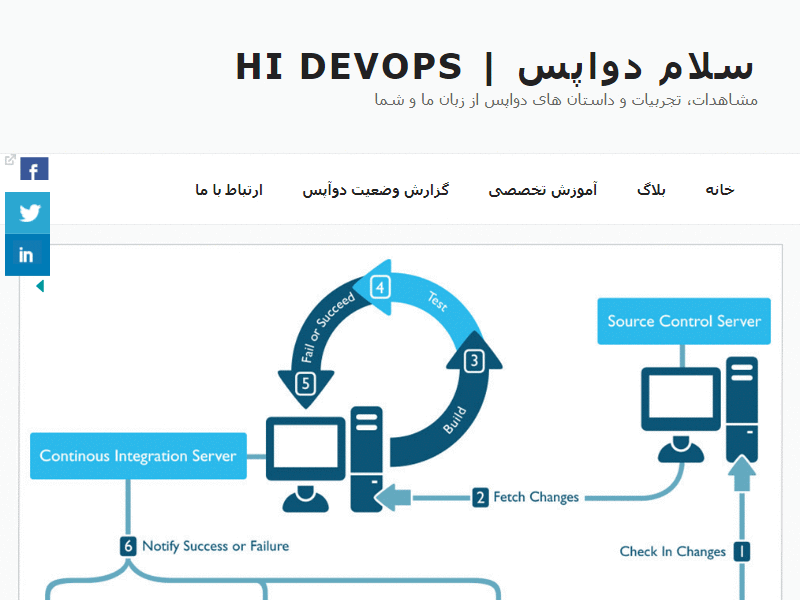 سلام دواپس | HI DEVOPS
مشاهدات، تجربیات و داستان های دواپس از زبان ما و شما
خانه
بلاگ
آموزش تخصصی
گزارش وضعیت دوآپس
ارتباط با ما
f
in
4
Test
Fail or Succeed
3
5
Build
Source Control Server
Continous Integration Server
2 Fetch Changes
6 Notify Success or Failure
Check In Changes 1